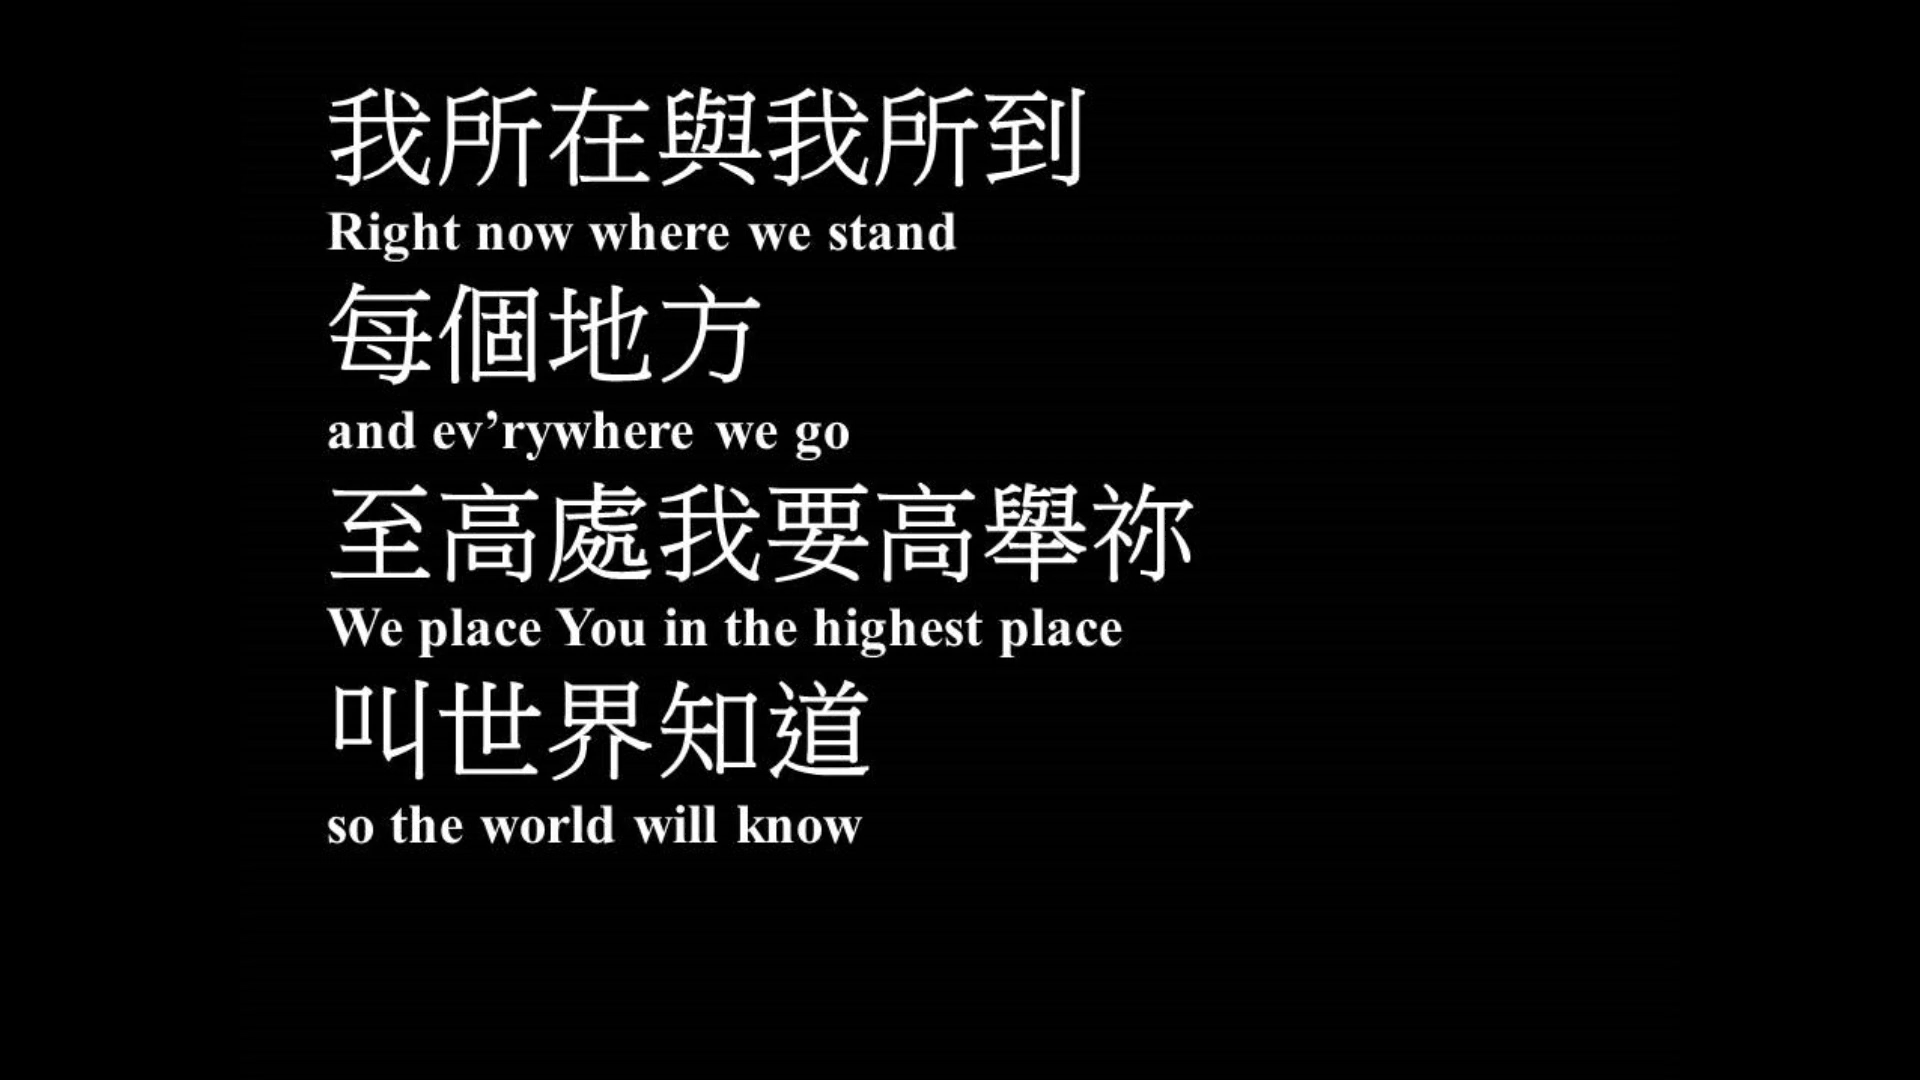 我所在與我所到
Right now where we stand
每個地方
and ev’rywhere we go
至高處我要高舉祢
We place You in the highest place
叫世界知道
so the world will know